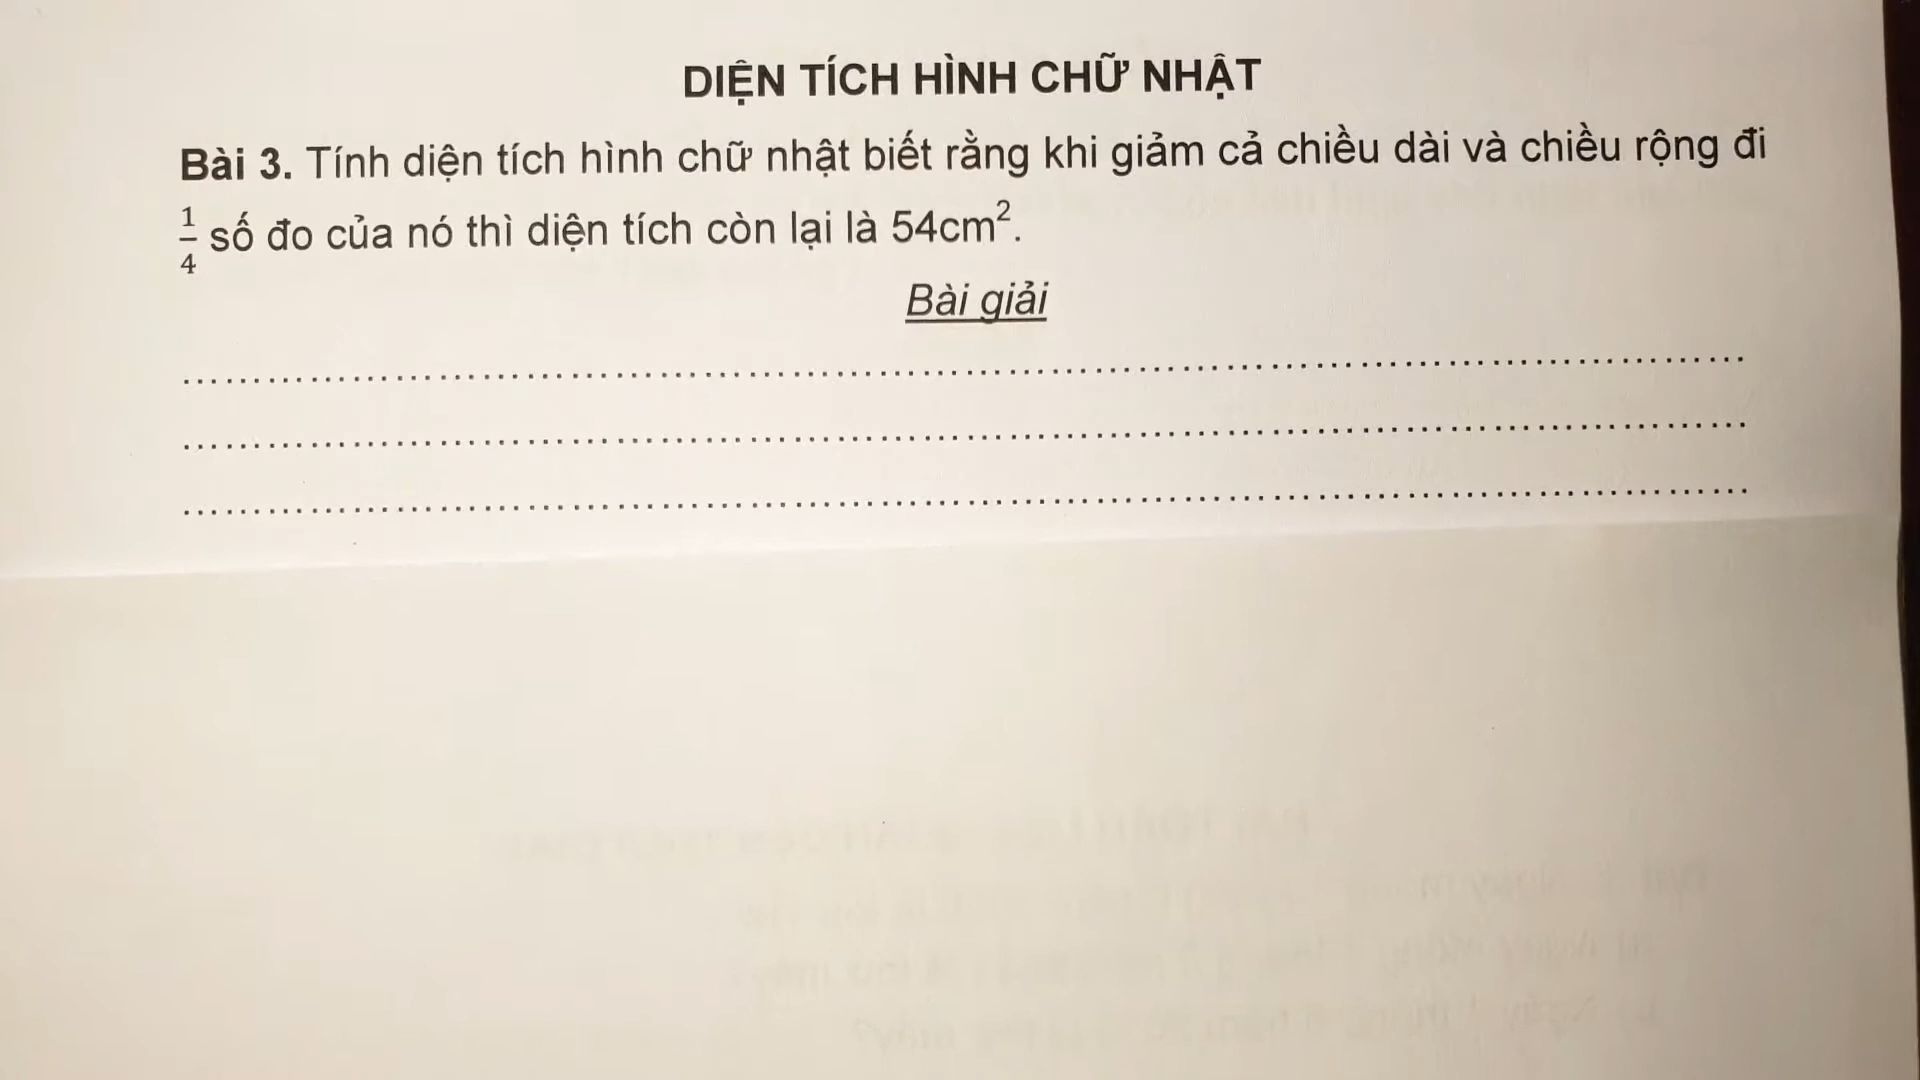 DIỆN TÍCH HÌNH CHỮ NHẬT
Bài 3. Tính diện tích hình chữ nhật biết rằng khi giảm cả chiều dài và chiều rộng đi
1/4 số đo của nó thì diện tích còn lại là 54cm².
Bài giải